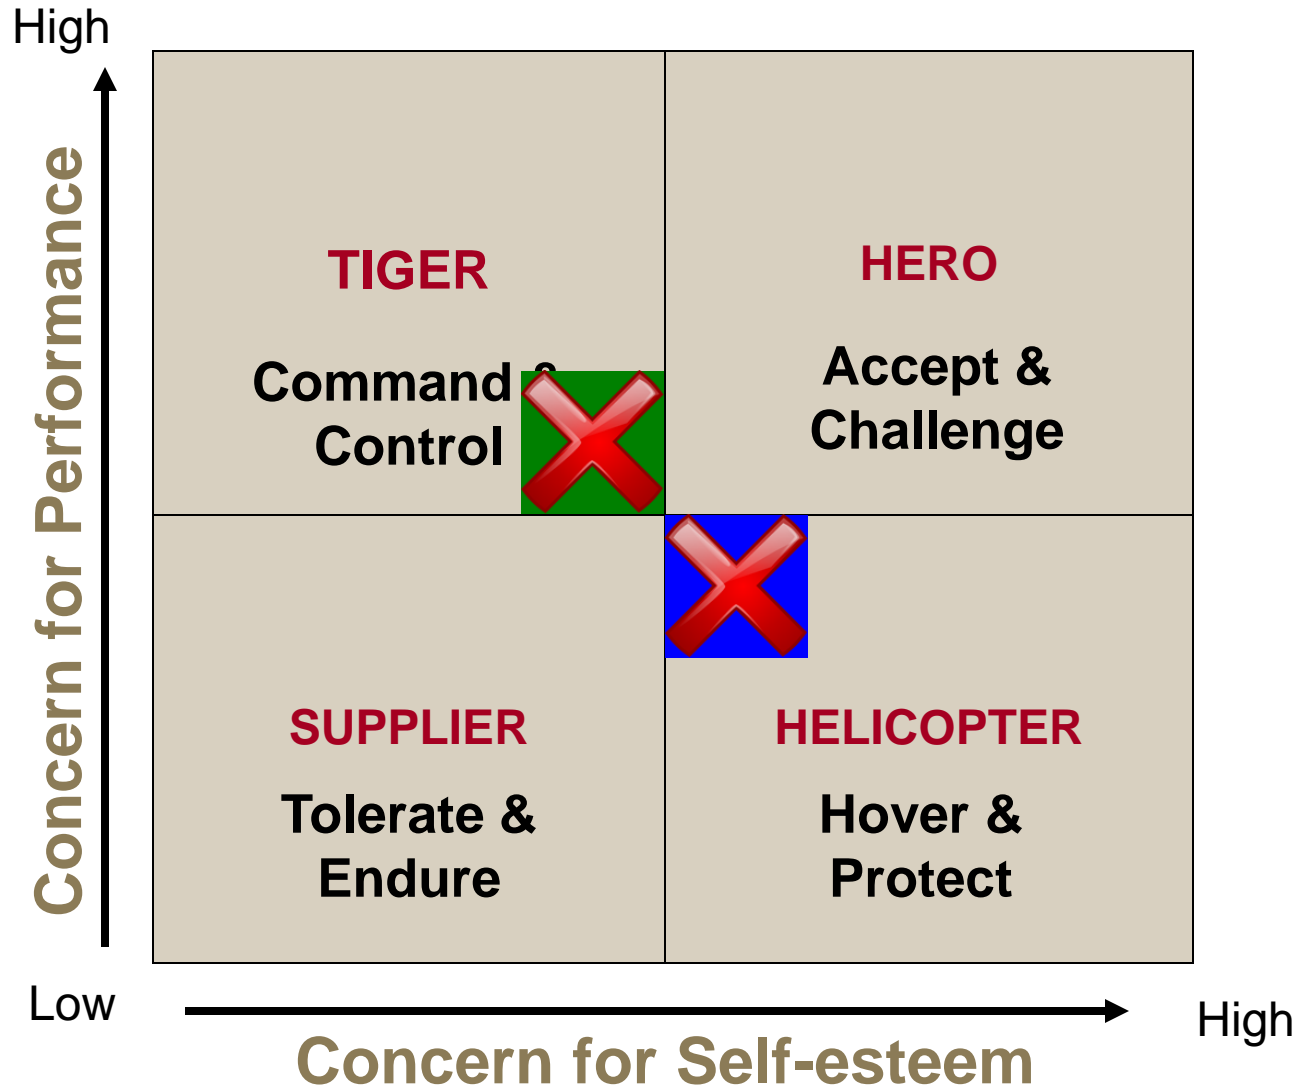 High
Concern for Performance
TIGER
Command &
Control
HERO
Accept &
Challenge
SUPPLIER
Tolerate &
Endure
HELICOPTER
Hover &
Protect
Low
High
Concern for Self-esteem